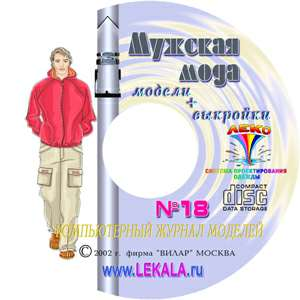 Мужская
мода
модели
+
выкройки
ЛЕКО
СИСТЕМА ПРОЕКТИРОВАНИЯ
ОДЕЖДЫ
COMPACT
disc
DATA STORAGE
№18
КОМПЬЮТЕРНЫЙ ЖУРНАЛ МОДЕЛЕЙ
© 2002 г. фирма "ВИЛАР" МОСКВА
www.LEKALA.ru